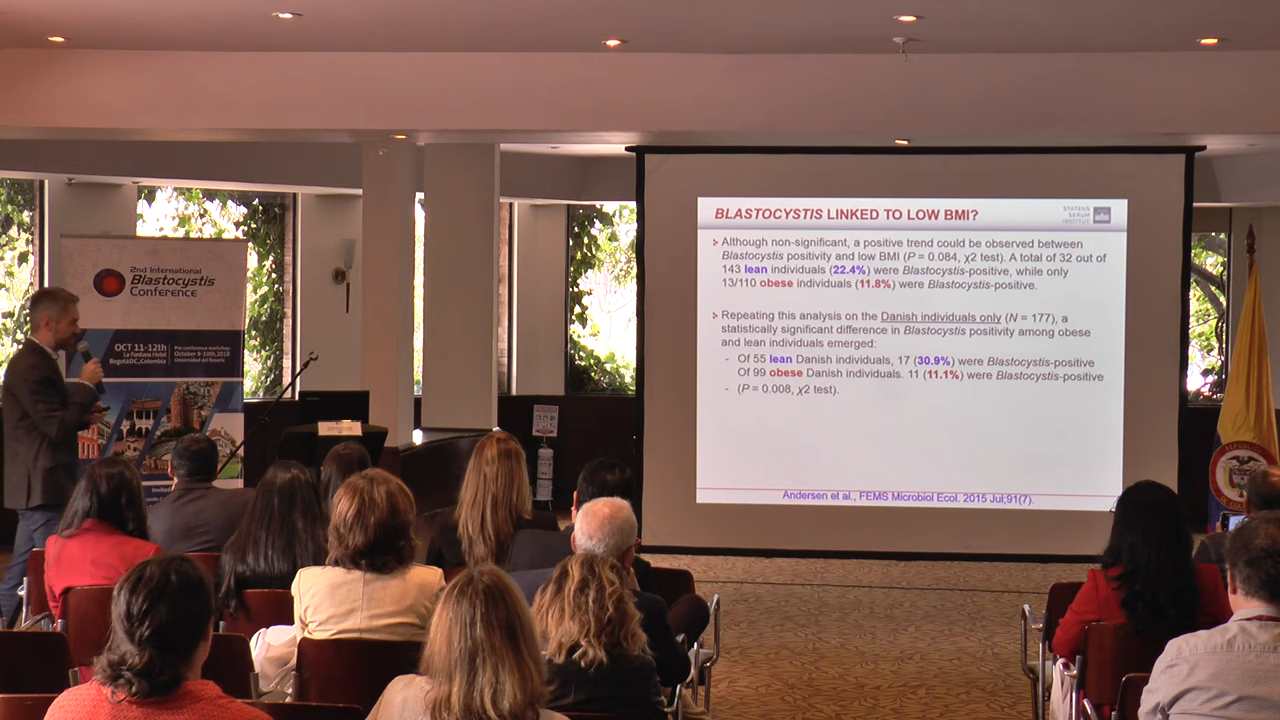 2nd International
Blastocystis
Conference
OCT 11-12th
La Fontana Hotel
BogotáDC, Colombia
Pre-conference workshop:
October 9-10th, 2018
Universidad del Rosario
Invited
BLASTOCYSTIS LINKED TO LOW BMI?
STATENS
SERUM
INSTITUT
Although non-significant, a positive trend could be observed between
Blastocystis positivity and low BMI (P = 0.084, χ2 test). A total of 32 out of
143 lean individuals (22.4%) were Blastocystis-positive, while only
13/110 obese individuals (11.8%) were Blastocystis-positive.
Repeating this analysis on the Danish individuals only (N = 177), a
statistically significant difference in Blastocystis positivity among obese
and lean individuals emerged:
- Of 55 lean Danish individuals, 17 (30.9%) were Blastocystis-positive
Of 99 obese Danish individuals. 11 (11.1%) were Blastocystis-positive
- (P = 0.008, χ2 test).
Andersen et al., FEMS Microbiol Ecol. 2015 Jul,91(7).